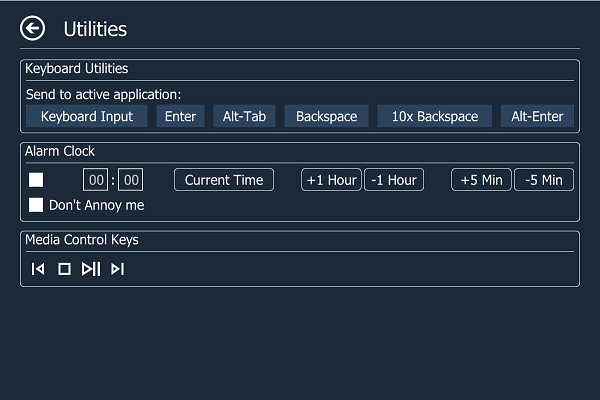 Utilities
Keyboard Utilities
Send to active application:
Keyboard Input Enter Alt-Tab Backspace 10x Backspace Alt-Enter
Alarm Clock
00 : 00 Current Time +1 Hour -1 Hour +5 Min -5 Min
Don't Annoy me
Media Control Keys